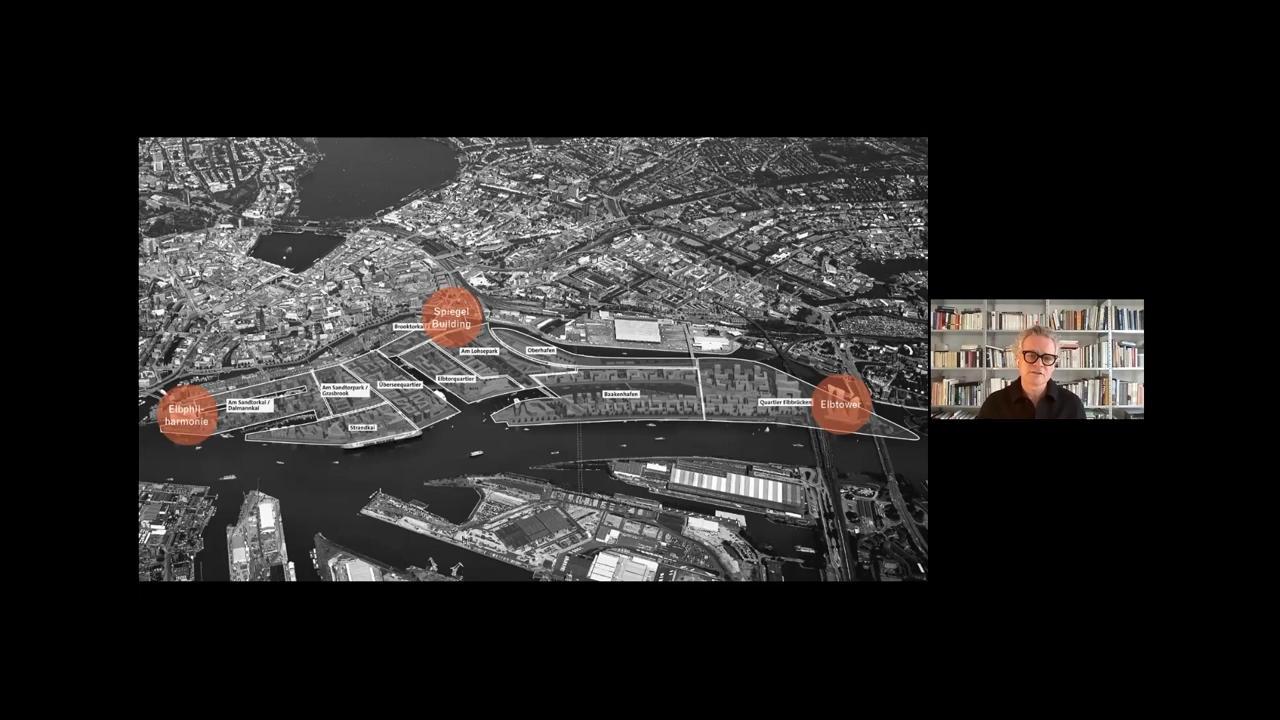 Spiegel
Building
Brooktorkai
Am Lohsepark
Oberhafen
Elbtorquartier
Überseequartier
Am Sandtorpark /
Grasbrook
Am Sandtorkai /
Dalmannkai
Strandkai
Baakenhafen
Quartier Elbbrücken
Elbphil-
harmonie
Elbtower